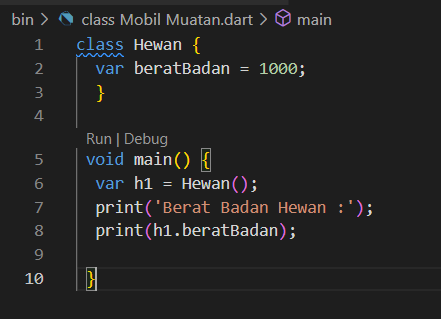 bin > class Mobil Muatan.dart > main
1 class Hewan {
2 var beratBadan = 1000;
3 }
4
Run | Debug
5 void main() {
6 var h1 = Hewan();
7 print('Berat Badan Hewan :');
8 print(h1.beratBadan);
9
10 }